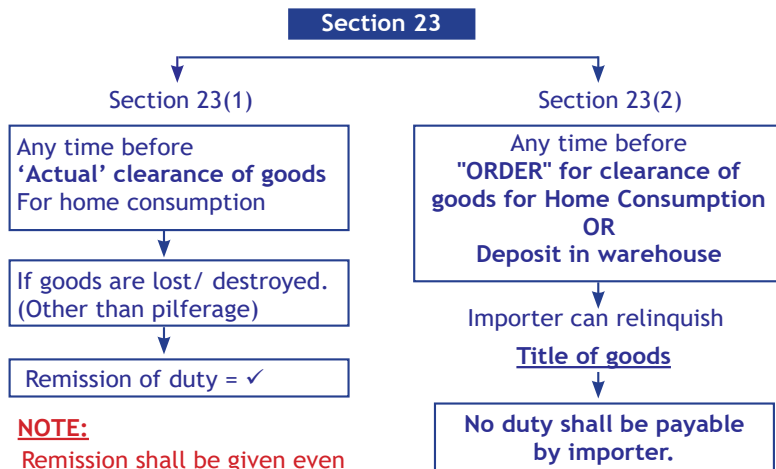 Section 23
Section 23(1)
Any time before
‘Actual’ clearance of goods
For home consumption
If goods are lost/ destroyed.
(Other than pilferage)
Remission of duty = ✓
NOTE:
Remission shall be given even
Section 23(2)
Any time before
"ORDER" for clearance of
goods for Home Consumption
OR
Deposit in warehouse
Importer can relinquish
Title of goods
No duty shall be payable
by importer.